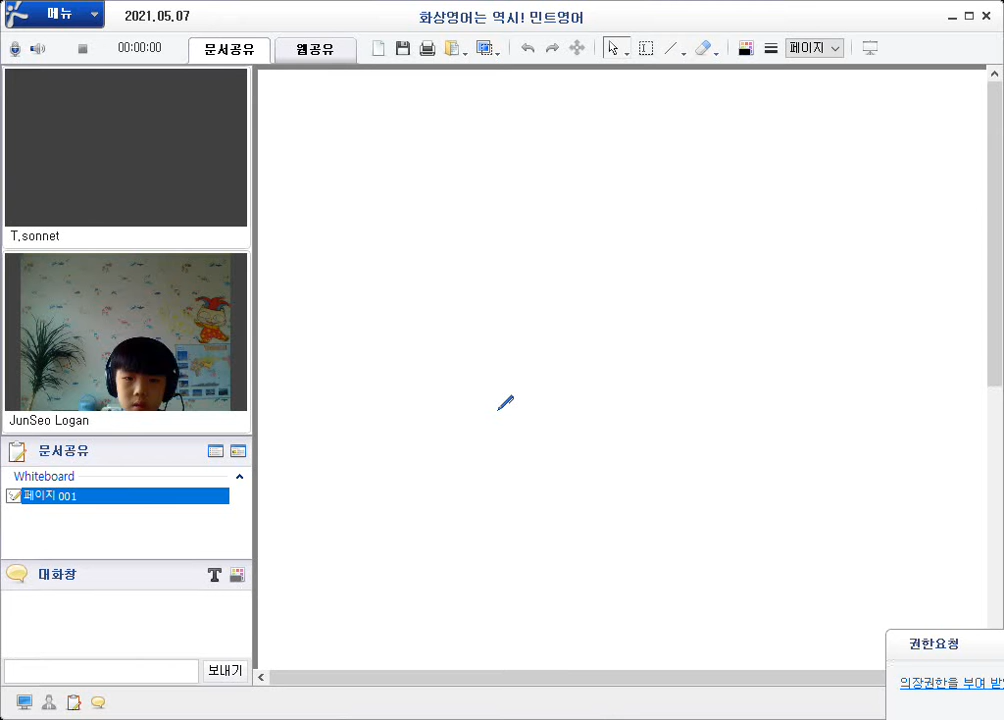 메뉴
2021.05.07
화상영어는 역시! 민트영어
00:00:00
문서공유
웹공유
페이지
T.sonnet
JunSeo Logan
문서공유
Whiteboard
페이지 001
대화창
보내기
권한요청
의장권한을 부여 받